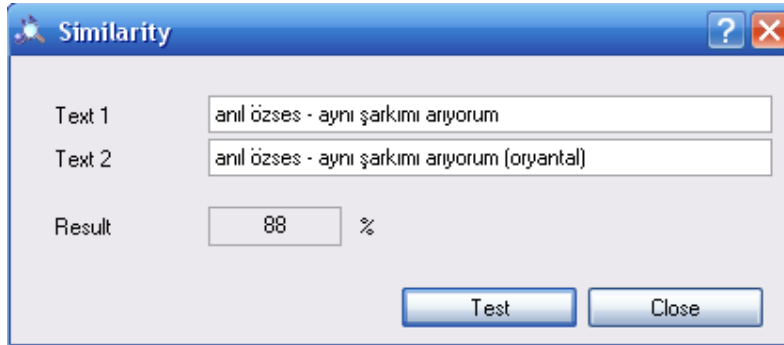 Similarity
Text 1 anıl özses - aynı şarkımı arıyorum
Text 2 anıl özses - aynı şarkımı arıyorum (oryantal)
Result 88 %
Test Close